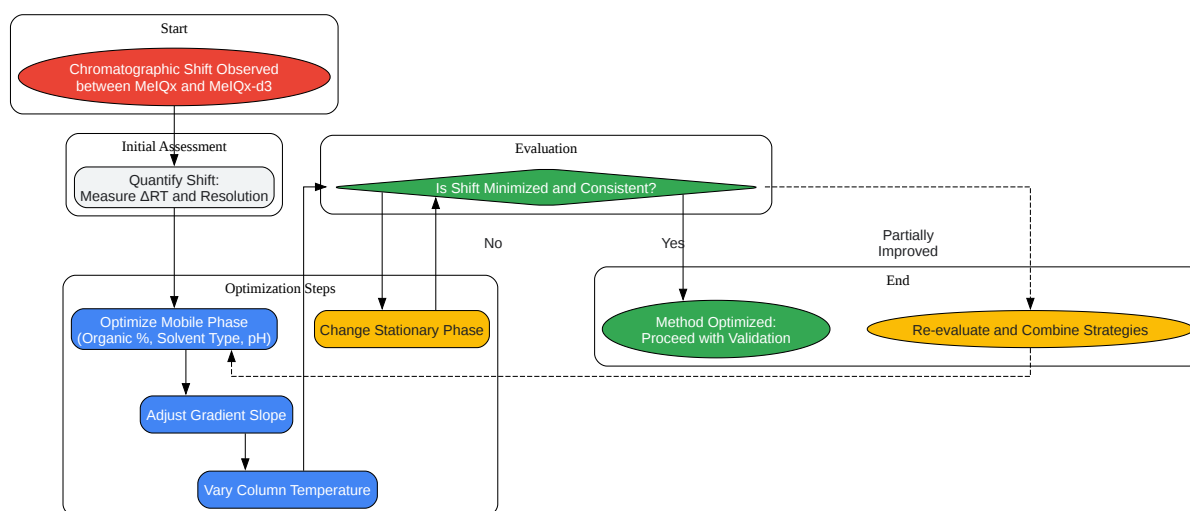 Start
Chromatographic Shift Observed
between MeIQx and MeIQx-d3
Initial Assessment
Quantify Shift:
Measure ΔRT and Resolution
Evaluation
Is Shift Minimized and Consistent?
No
Yes
Partially
Improved
Optimization Steps
Optimize Mobile Phase
(Organic %, Solvent Type, pH)
Change Stationary Phase
Adjust Gradient Slope
Vary Column Temperature
End
Method Optimized:
Proceed with Validation
Re-evaluate and Combine Strategies